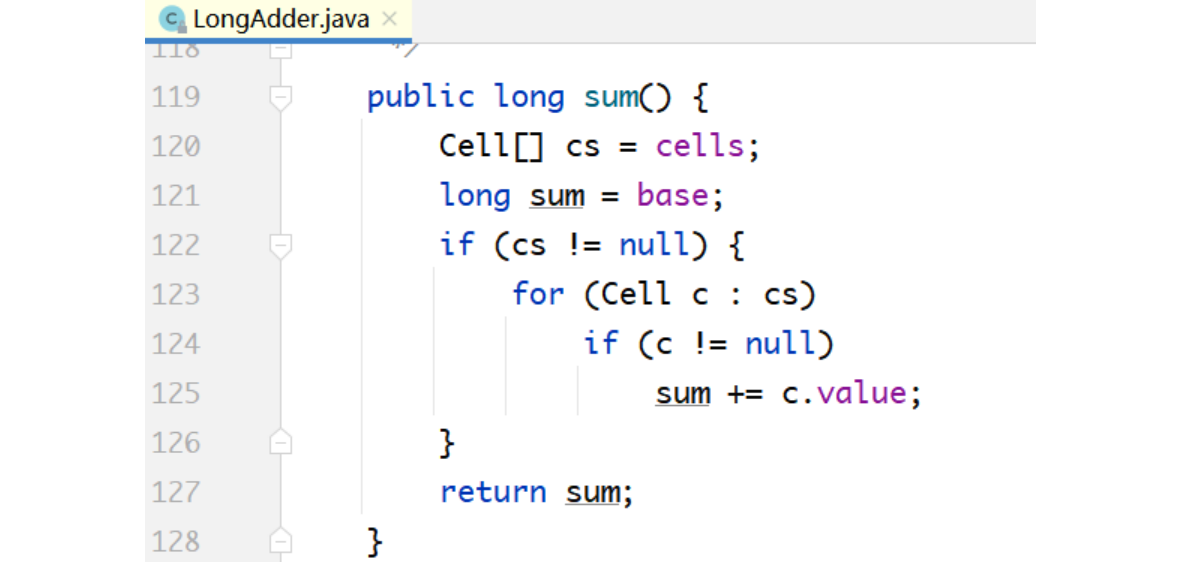 LongAdder.java
118 */
119 public long sum() {
120 Cell[] cs = cells;
121 long sum = base;
122 if (cs != null) {
123 for (Cell c : cs)
124 if (c != null)
125 sum += c.value;
126 }
127 return sum;
128 }